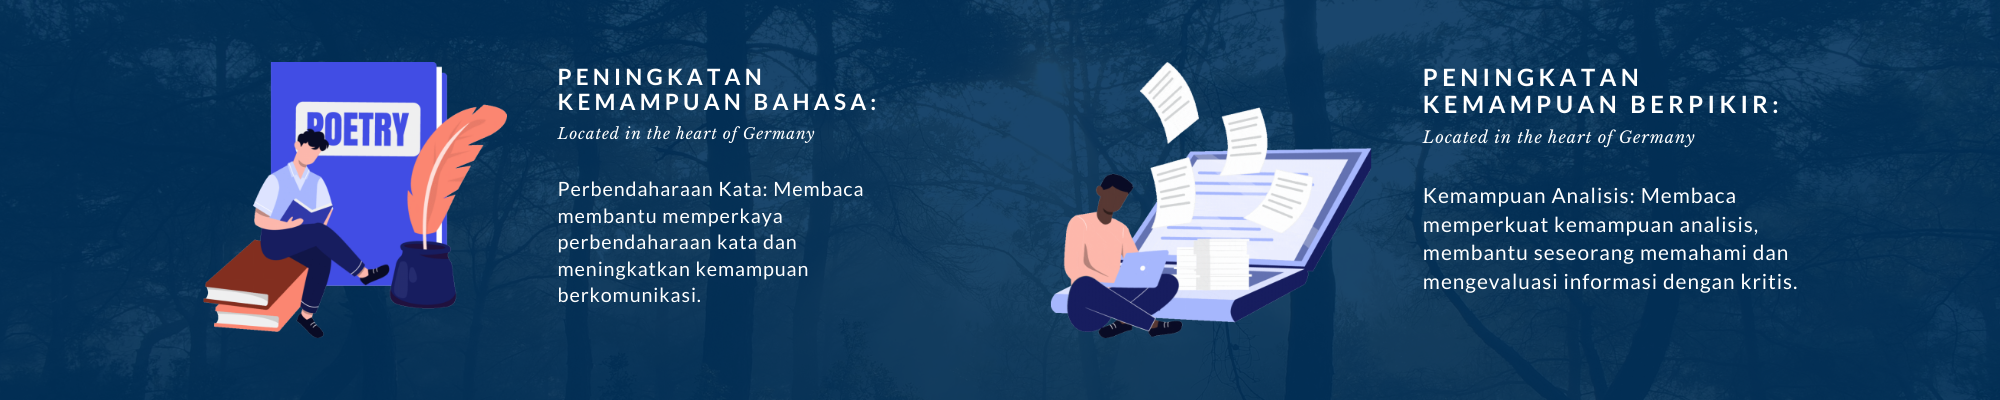 POETRY
PENINGKATAN
KEMAMPUAN BAHASA:
Located in the heart of Germany
Perbendaharaan Kata: Membaca
membantu memperkaya
perbendaharaan kata dan
meningkatkan kemampuan
berkomunikasi.
PENINGKATAN
KEMAMPUAN BERPIKIR:
Located in the heart of Germany
Kemampuan Analisis: Membaca
memperkuat kemampuan analisis,
membantu seseorang memahami dan
mengevaluasi informasi dengan kritis.